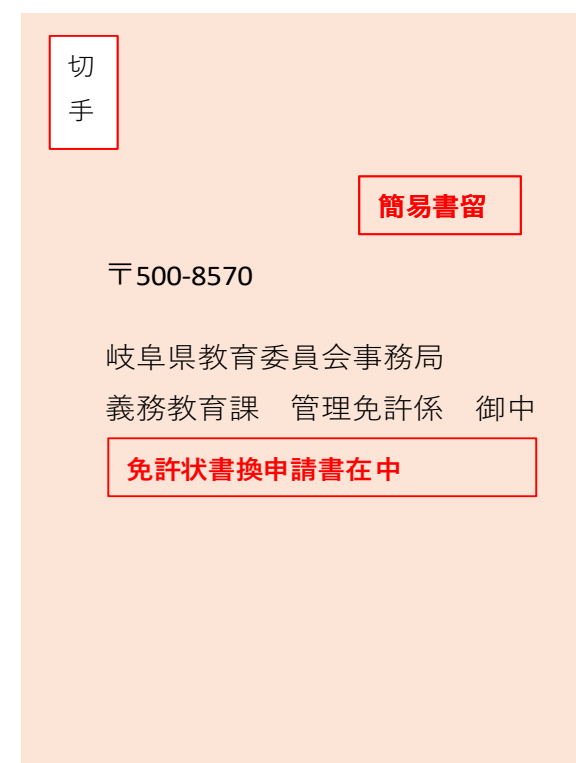 切
手
簡易書留
〒500-8570
岐阜県教育委員会事務局
義務教育課　管理免許係　御中
免許状書換申請書在中